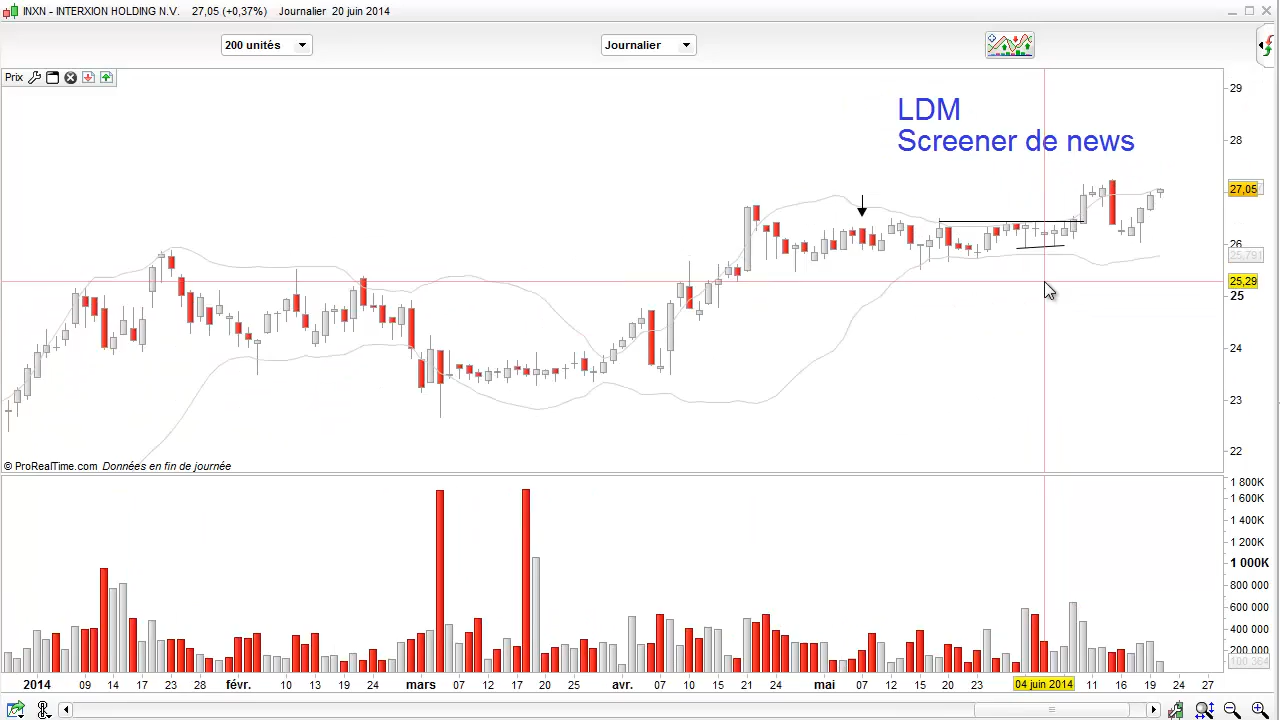 INXN - INTERXION HOLDING N.V. 27,05 (+0,37%) Journalier 20 juin 2014
200 unités Journalier
Prix
LDM
Screener de news
29
28
27,05
26
25,791
25,29
25
24
23
22
© ProRealTime.com Données en fin de journée
1 800K
1 600K
1 400K
1 200K
1 000K
800 000
600 000
400 000
200 000
100 364
2014 09 14 17 23 28 févr. 10 13 19 24 mars 07 12 17 20 25 avr. 07 10 15 21 24 mai 07 12 15 20 23 04 juin 2014 11 16 19 24 27